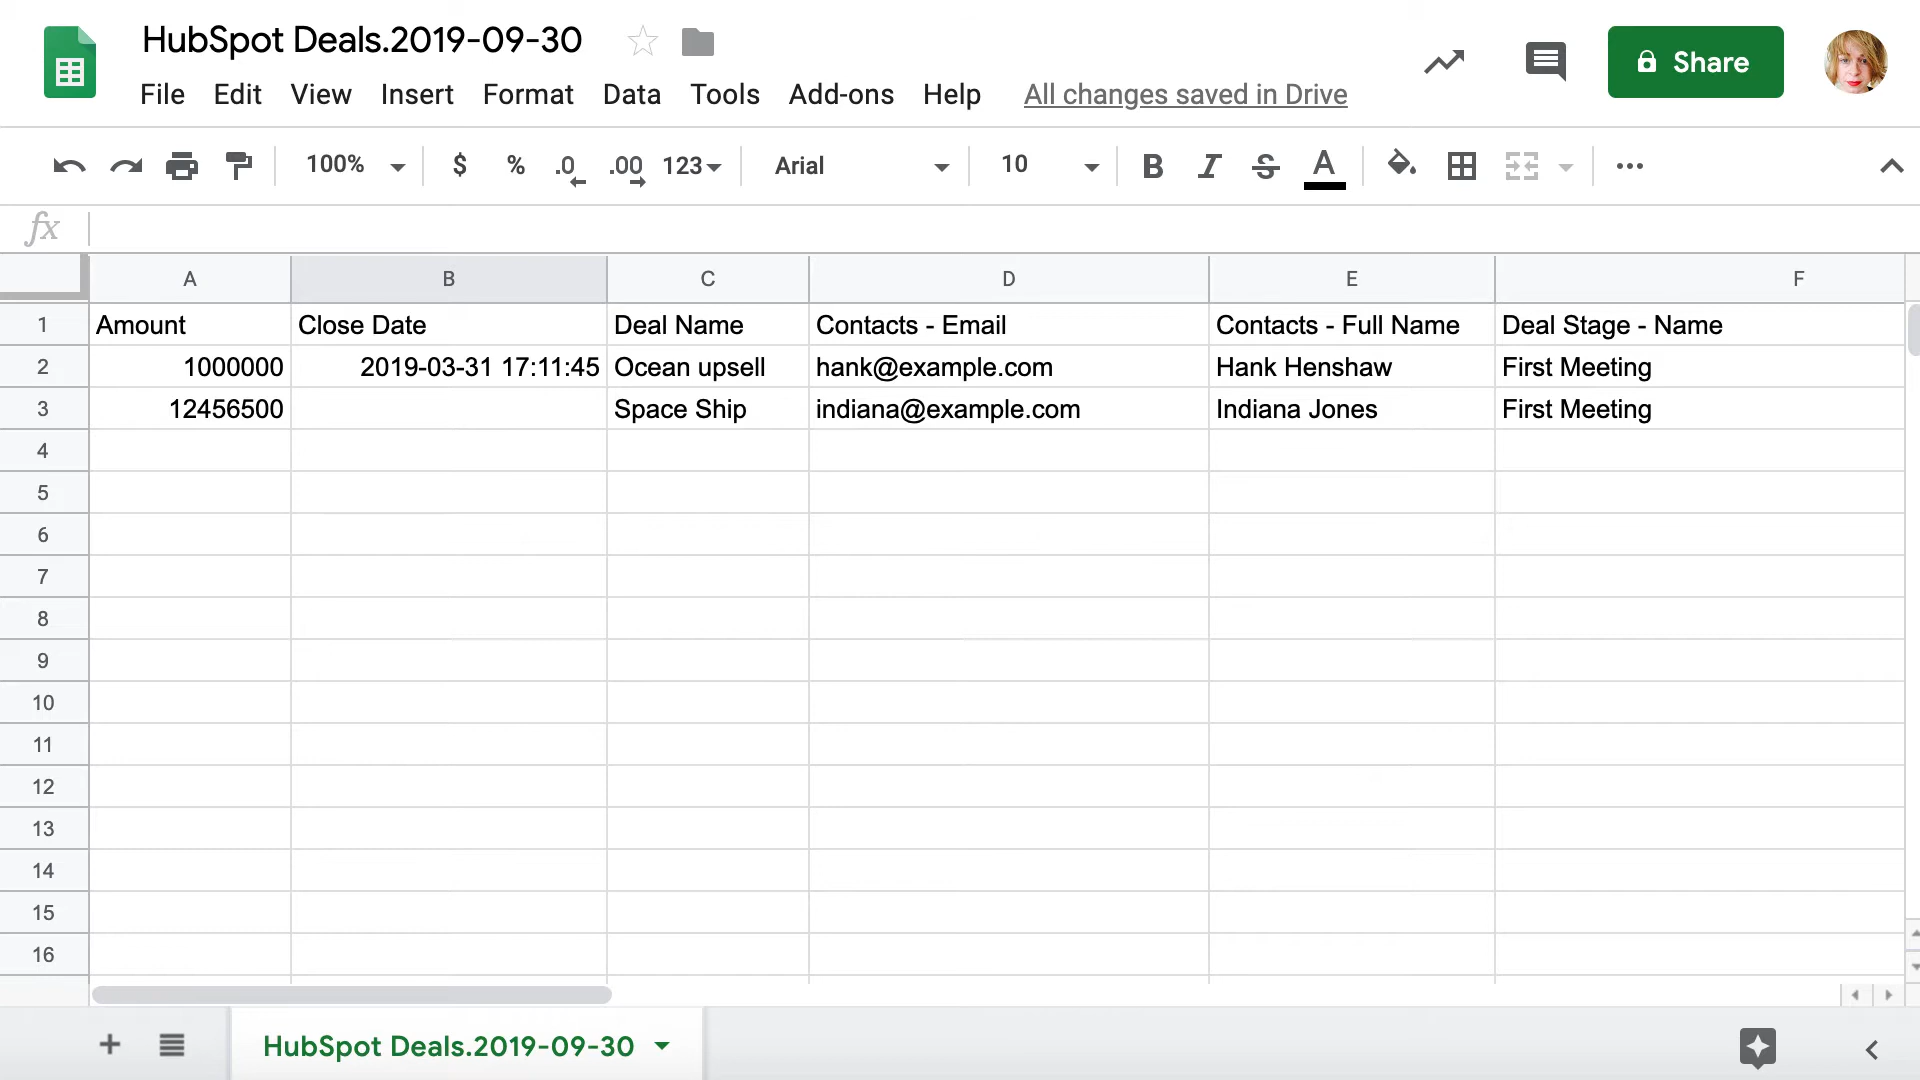 HubSpot Deals.2019-09-30
File Edit View Insert Format Data Tools Add-ons Help All changes saved in Drive
Share
100% $ % .0 .00 123 Arial 10 B I S A
fx
A B C D E F
1 Amount Close Date Deal Name Contacts - Email Contacts - Full Name Deal Stage - Name
2 1000000 2019-03-31 17:11:45 Ocean upsell hank@example.com Hank Henshaw First Meeting
3 12456500 Space Ship indiana@example.com Indiana Jones First Meeting
4
5
6
7
8
9
10
11
12
13
14
15
16
HubSpot Deals.2019-09-30